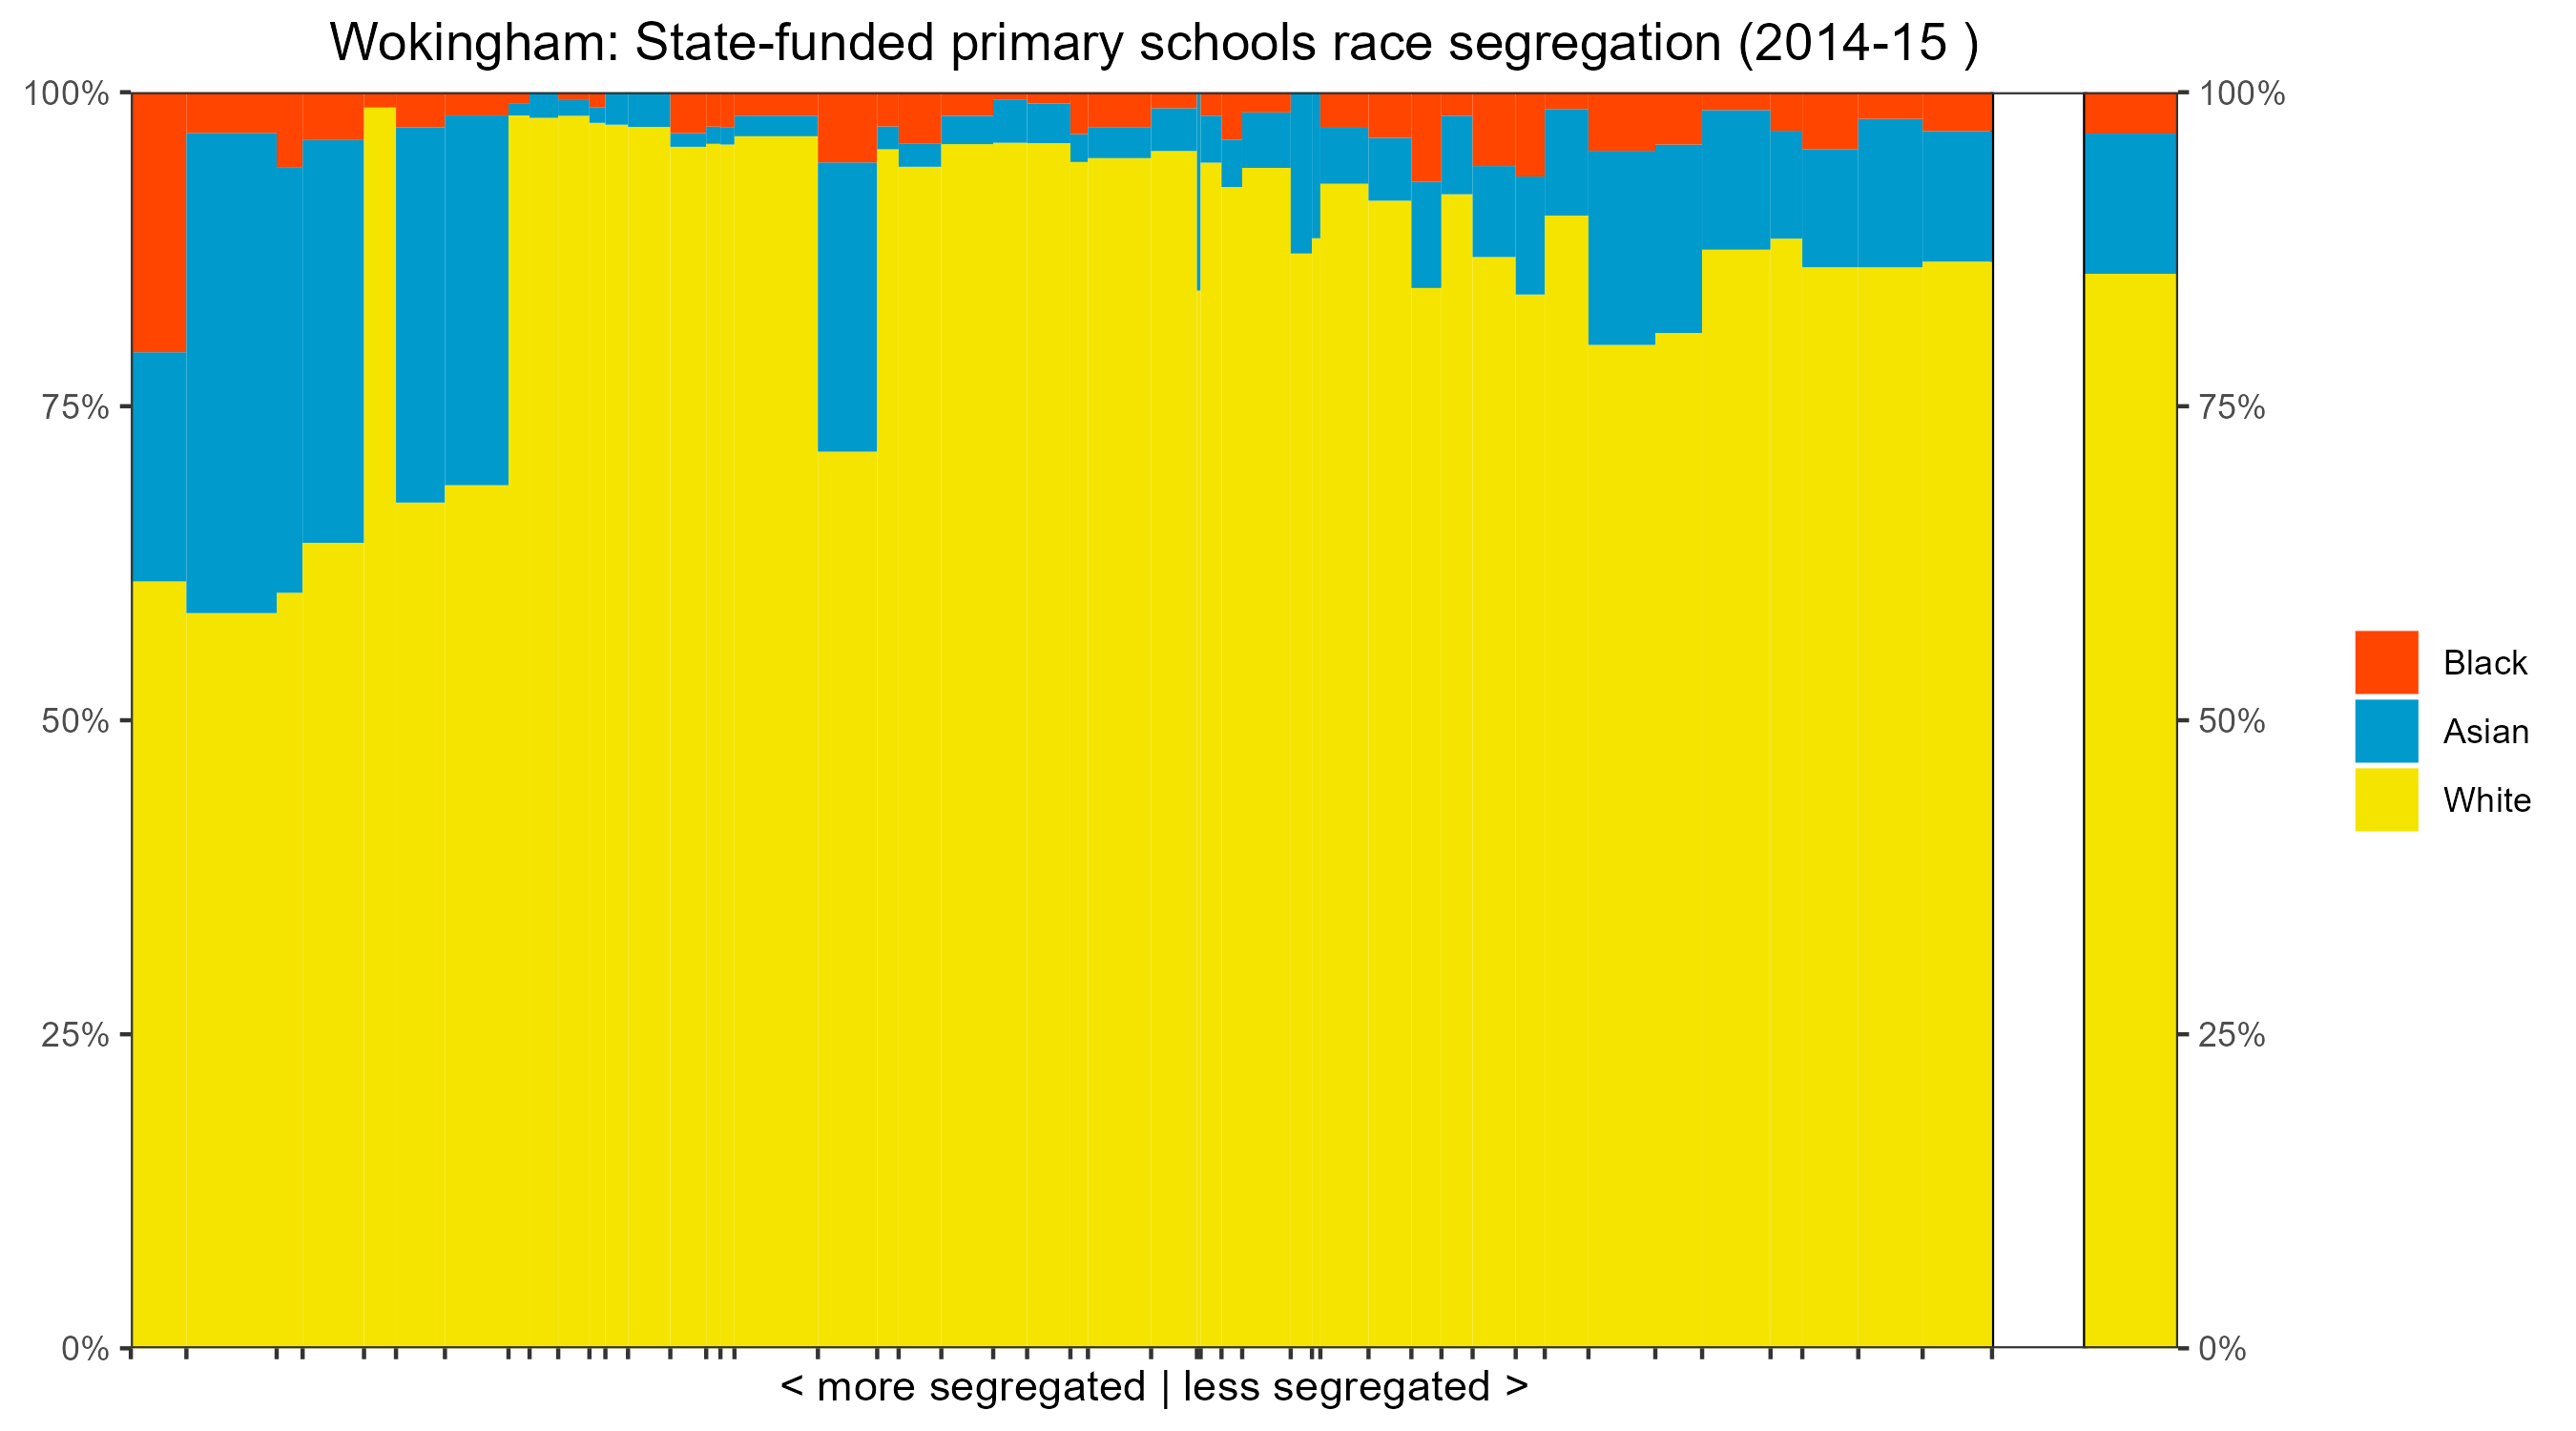 Wokingham: State-funded primary schools race segregation (2014-15 )
100%
75%
50%
25%
0%
100%
75%
50%
25%
0%
Black
Asian
White
< more segregated | less segregated >